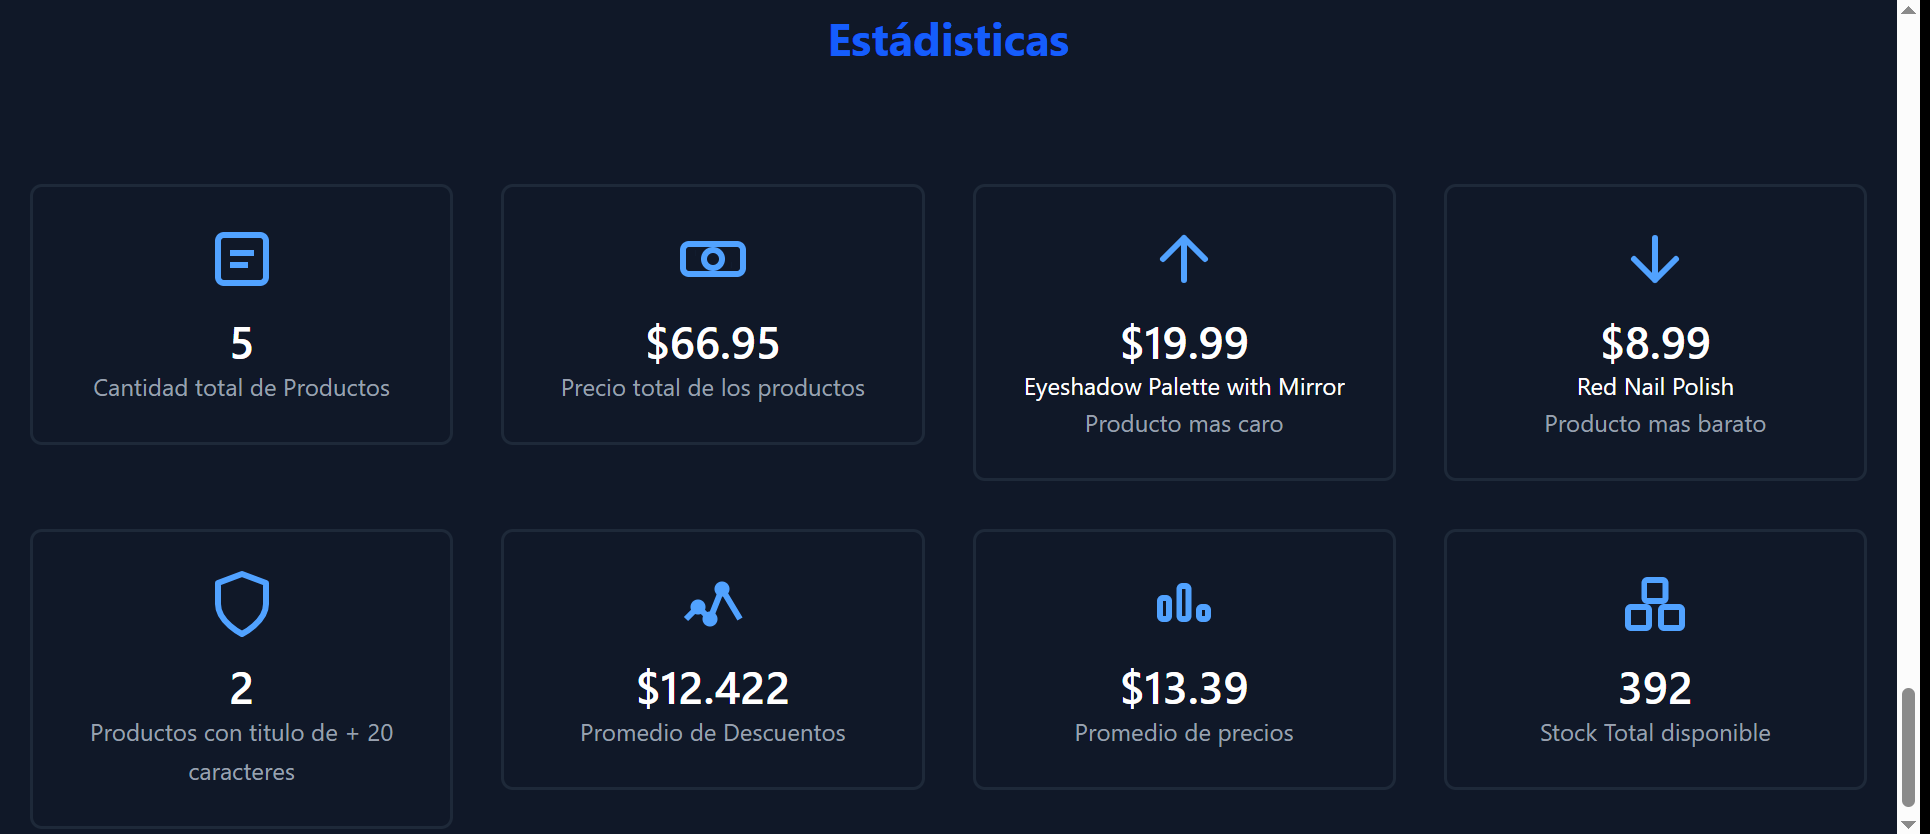 Estádisticas
5
Cantidad total de Productos
$66.95
Precio total de los productos
$19.99
Eyeshadow Palette with Mirror
Producto mas caro
$8.99
Red Nail Polish
Producto mas barato
2
Productos con titulo de + 20
caracteres
$12.422
Promedio de Descuentos
$13.39
Promedio de precios
392
Stock Total disponible